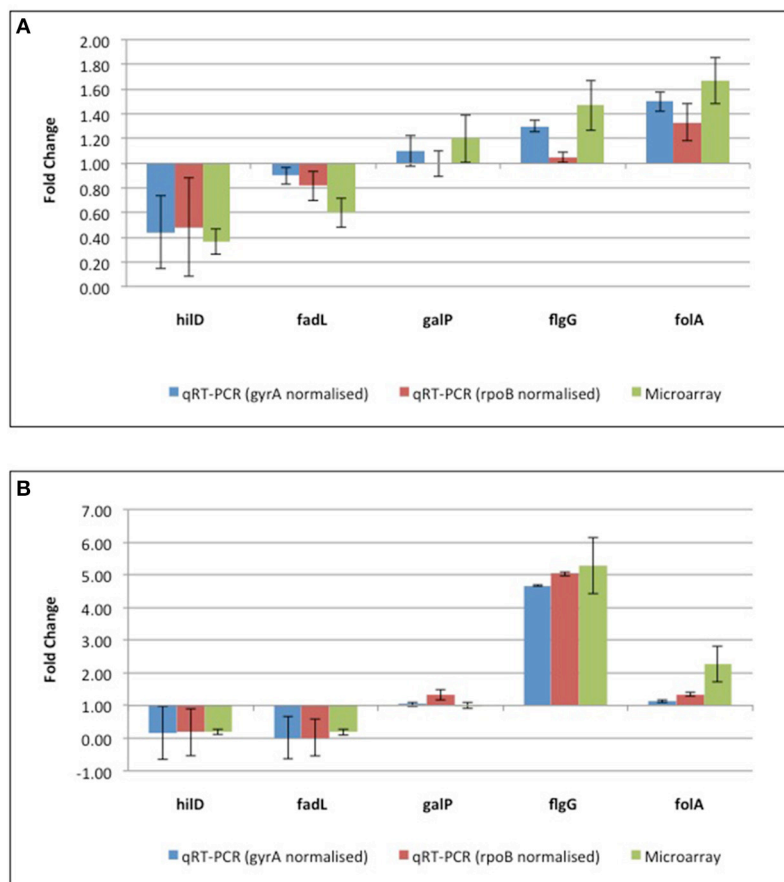 A
2.00
1.80
1.60
1.40
1.20
1.00
0.80
0.60
0.40
0.20
0.00
Fold Change
hilD fadL galP flgG folA
qRT-PCR (gyrA normalised) qRT-PCR (rpoB normalised) Microarray
B
7.00
6.00
5.00
4.00
3.00
2.00
1.00
0.00
-1.00
Fold Change
hilD fadL galP flgG folA
qRT-PCR (gyrA normalised) qRT-PCR (rpoB normalised) Microarray